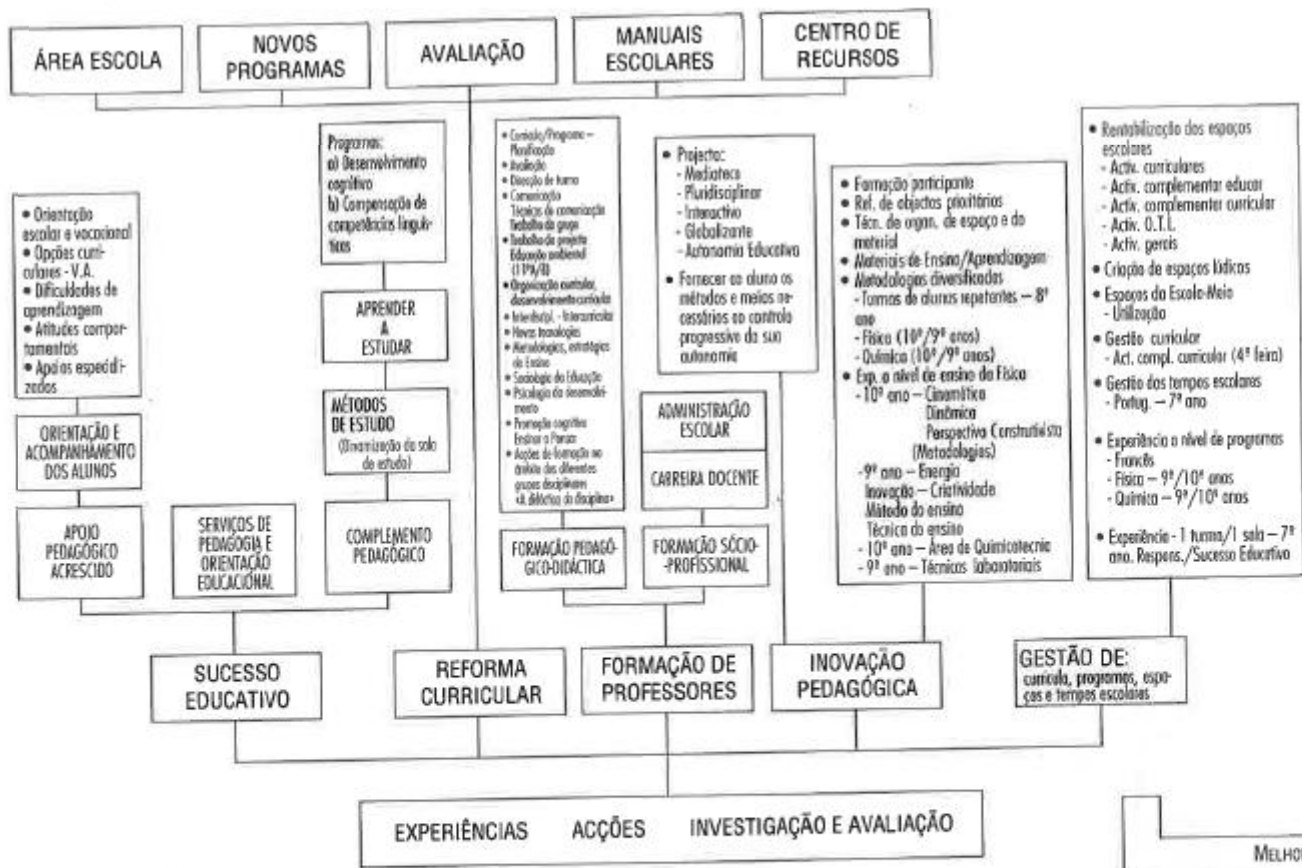 ÁREA ESCOLA
NOVOS
PROGRAMAS
AVALIAÇÃO
MANUAIS
ESCOLARES
CENTRO DE
RECURSOS
• Orientação
escolar e vocacional
• Opções curri-
culares - V.A.
• Dificuldades de
aprendizagem
• Atitudes compor-
tamentais
• Apoios especiali-
zados
ORIENTAÇÃO E
ACOMPANHAMENTO
DOS ALUNOS
APOIO
PEDAGÓGICO
ACRESCIDO
SERVIÇOS DE
PEDAGOGIA E
ORIENTAÇÃO
EDUCACIONAL
Programas:
a) Desenvolvimento
cognitivo
b) Compensação de
competências linguís-
ticas
APRENDER
A
ESTUDAR
MÉTODOS
DE ESTUDO
(Dinamização da sala
de estudo)
COMPLEMENTO
PEDAGÓGICO
• Currículo/Programa –
Planificação
• Avaliação
• Direcção de turma
• Comunicação
Técnicas de comunicação
Trabalho de grupo
• Trabalho de projecto
Educação ambiental
• Organização curricular,
desenvolvimento curricular
• Interdiscipl. - Intercurricular
• Novas tecnologias
• Metodologias, estratégias
de Ensino
• Sociologia da Educação
• Psicologia do desenvolvi-
mento
• Promoção cognitiva
Ensinar a Pensar
• Acções de formação no
âmbito dos diferentes
grupos disciplinares
«A didáctica da disciplina»
FORMAÇÃO PEDAGÓ-
GICO-DIDÁCTICA
• Projecto:
- Mediateca
- Pluridisciplinar
- Interactivo
- Globalizante
- Autonomia Educativa
• Fornecer ao aluno os
métodos e meios ne-
cessários ao controlo
progressivo da sua
autonomia
ADMINISTRAÇÃO
ESCOLAR
CARREIRA DOCENTE
FORMAÇÃO SÓCIO-
-PROFISSIONAL
• Formação participante
• Ref. de objectos prioritários
• Técn. de organ. de espaço e do
material
• Materiais de Ensino/Aprendizagem
• Metodologias diversificadas
- Turmas de alunos repetentes – 8º
ano
- Física (10º/9º anos)
- Química (10º/9º anos)
• Exp. a nível de ensino da Física
- 10º ano – Cinemática
Dinâmica
Perspectiva Construtivista
(Metodologies)
- 9º ano – Energia
Inovação – Criatividade
Método do ensino
Técnica do ensino
- 10º ano – Área de Quimicotecnia
- 9º ano – Técnicas laboratoriais
• Rentabilização dos espaços
escolares
- Activ. curriculares
- Activ. complementar educar
- Activ. complementar curricular
- Activ. O.T.L.
- Activ. gerais
• Criação de espaços lúdicos
• Espaços da Escola-Meio
- Utilização
• Gestão curricular
- Act. compl. curricular (4ª feira)
• Gestão dos tempos escolares
- Portug. – 7º ano
• Experiência a nível de programas
- Francês
- Física – 9º/10º anos
- Química – 9º/10º anos
• Experiência - 1 turma/1 sala – 7º
ano. Respons./Sucesso Educativo
SUCESSO
EDUCATIVO
REFORMA
CURRICULAR
FORMAÇÃO DE
PROFESSORES
INOVAÇÃO
PEDAGÓGICA
GESTÃO DE:
curricula, programas, espa-
ços e tempos escolares
EXPERIÊNCIAS ACÇÕES INVESTIGAÇÃO E AVALIAÇÃO